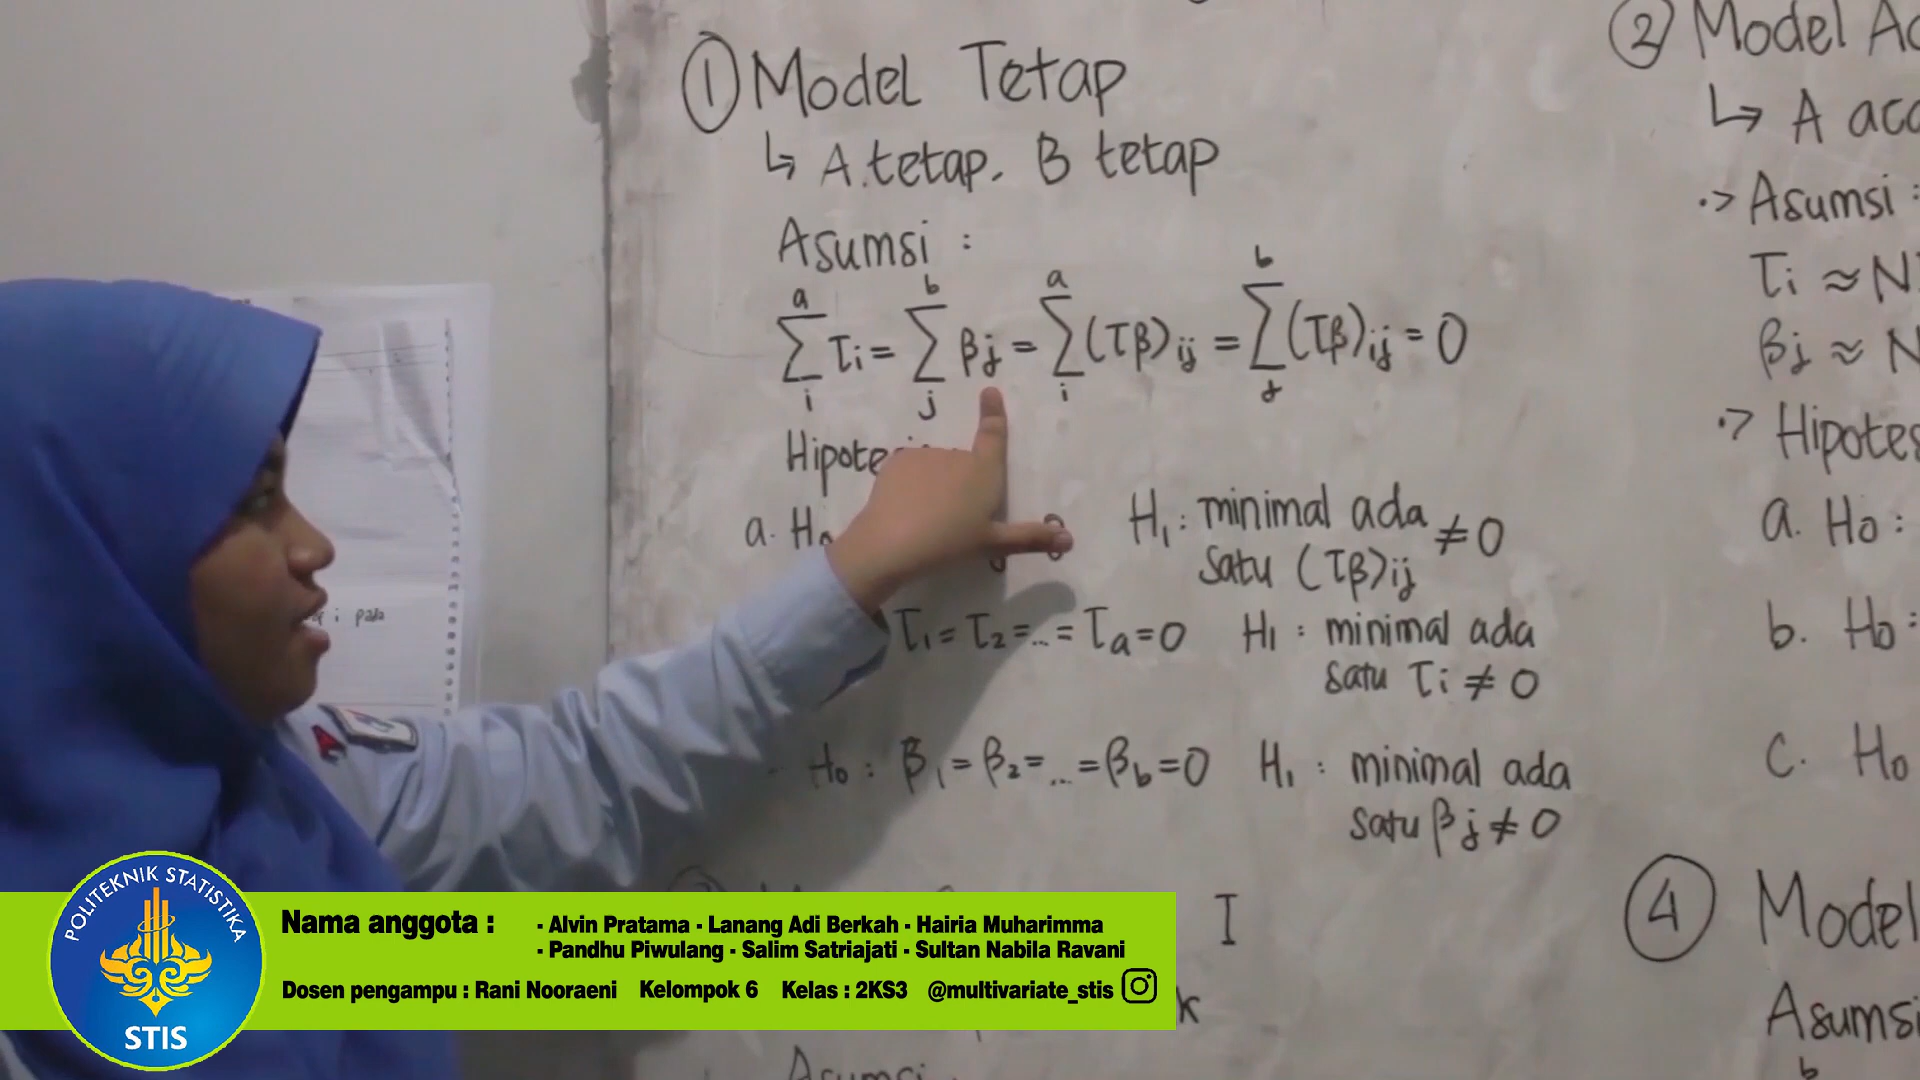 ① Model Tetap
↳ A tetap, B tetap
Asumsi :
a b a b
∑ τi = ∑ βj = ∑ (τβ)ij = ∑ (τβ)ij = 0
i j i j
a. H0
H1 : minimal ada
satu (τβ)ij ≠ 0
τ1 = τ2 = ... = τa = 0 H1 : minimal ada
satu τi ≠ 0
H0 : β1 = β2 = ... = βb = 0 H1 : minimal ada
satu βj ≠ 0
② Model
↳ A
·> Asumsi :
τi ≈ N
βj ≈ N
·>
a. H0 :
b. H0 :
c. H0
④ Model
Asumsi
b
Asumsi
i pada
POLITEKNIK STATISTIKA
STIS
Nama anggota : - Alvin Pratama - Lanang Adi Berkah - Hairia Muharimma
- Pandhu Piwulang - Salim Satriajati - Sultan Nabila Ravani
Dosen pengampu : Rani Nooraeni Kelompok 6 Kelas : 2KS3 @multivariate_stis